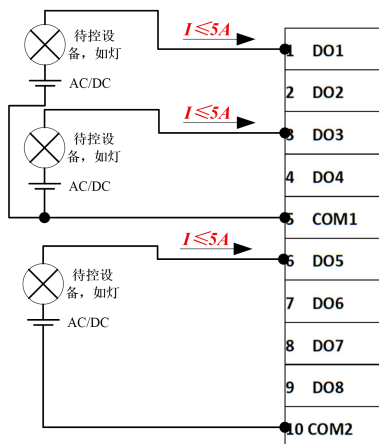 待控设
备，如灯
AC/DC
I≤5A
待控设
备，如灯
AC/DC
I≤5A
待控设
备，如灯
AC/DC
I≤5A
1 DO1
2 DO2
3 DO3
4 DO4
5 COM1
6 DO5
7 DO6
8 DO7
9 DO8
10 COM2